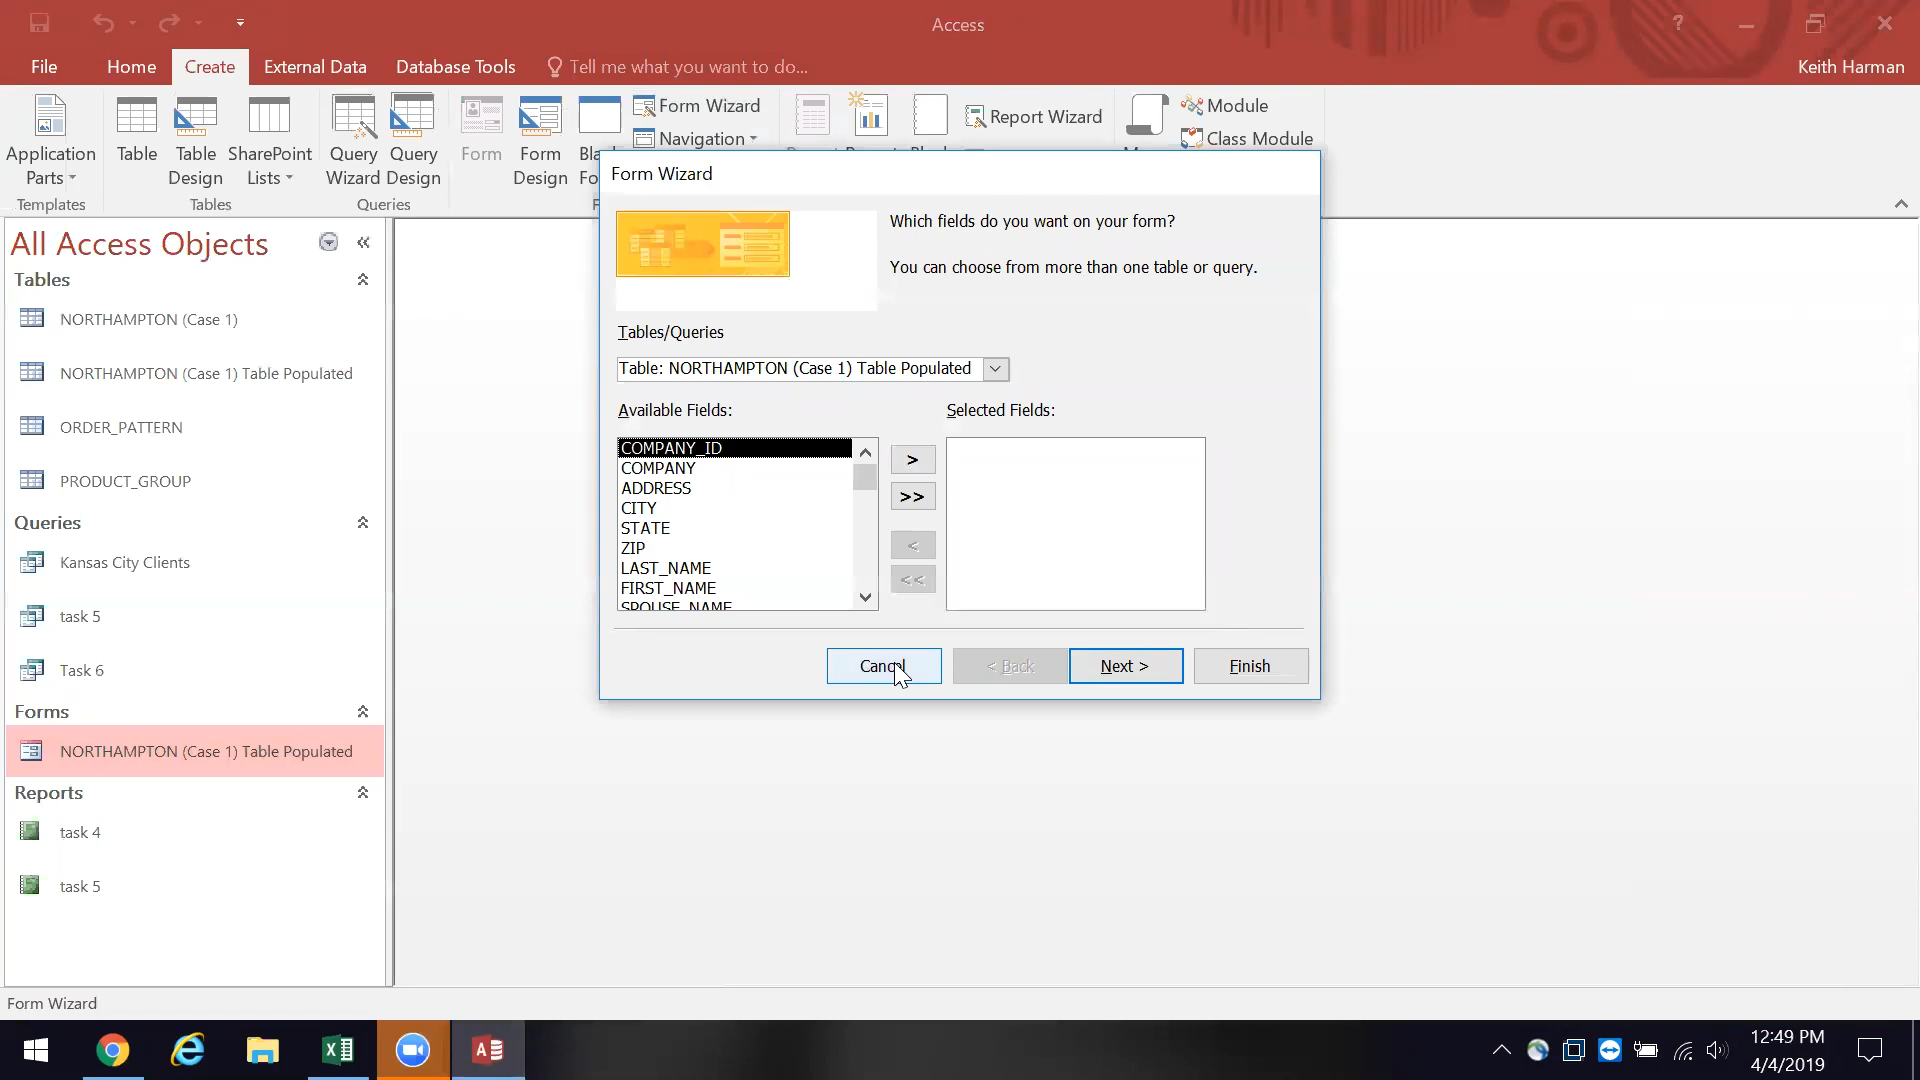 Access
Keith Harman
File
Home
Create
External Data
Database Tools
Tell me what you want to do...
Application
Parts
Templates
Table
Table
Design
SharePoint
Lists
Tables
Query
Wizard
Query
Design
Queries
Form
Form
Design
Form Wizard
Navigation
Report Wizard
Module
Class Module
All Access Objects
Tables
NORTHAMPTON (Case 1)
NORTHAMPTON (Case 1) Table Populated
ORDER_PATTERN
PRODUCT_GROUP
Queries
Kansas City Clients
task 5
Task 6
Forms
NORTHAMPTON (Case 1) Table Populated
Reports
task 4
task 5
Form Wizard
Which fields do you want on your form?
You can choose from more than one table or query.
Tables/Queries
Table: NORTHAMPTON (Case 1) Table Populated
Available Fields:
Selected Fields:
COMPANY_ID
COMPANY
ADDRESS
CITY
STATE
ZIP
LAST_NAME
FIRST_NAME
SPOUSE_NAME
>
>>
<
<<
Cancel
< Back
Next >
Finish
Form Wizard
12:49 PM
4/4/2019